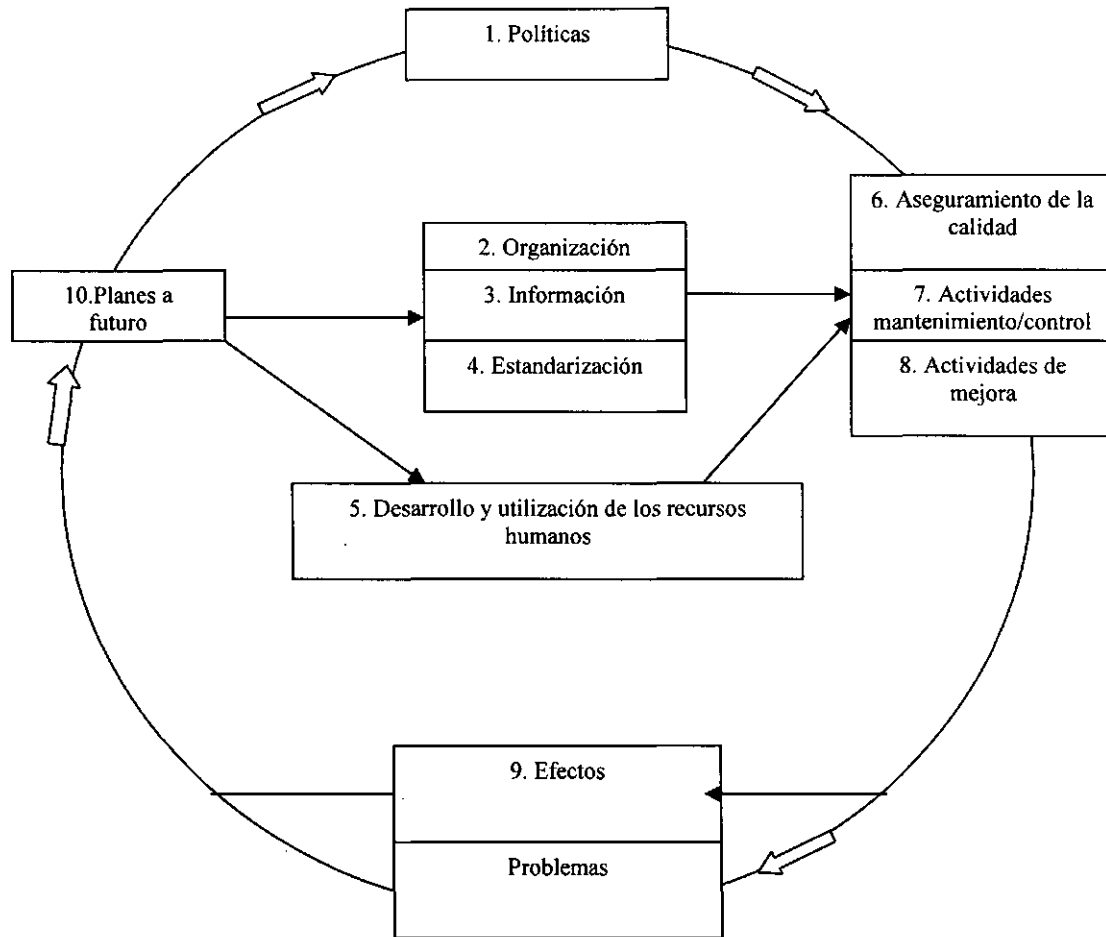 1. Políticas
6. Aseguramiento de la
calidad
2. Organización
3. Información
4. Estandarización
10.Planes a
futuro
7. Actividades
mantenimiento/control
8. Actividades de
mejora
5. Desarrollo y utilización de los recursos
humanos
9. Efectos
Problemas